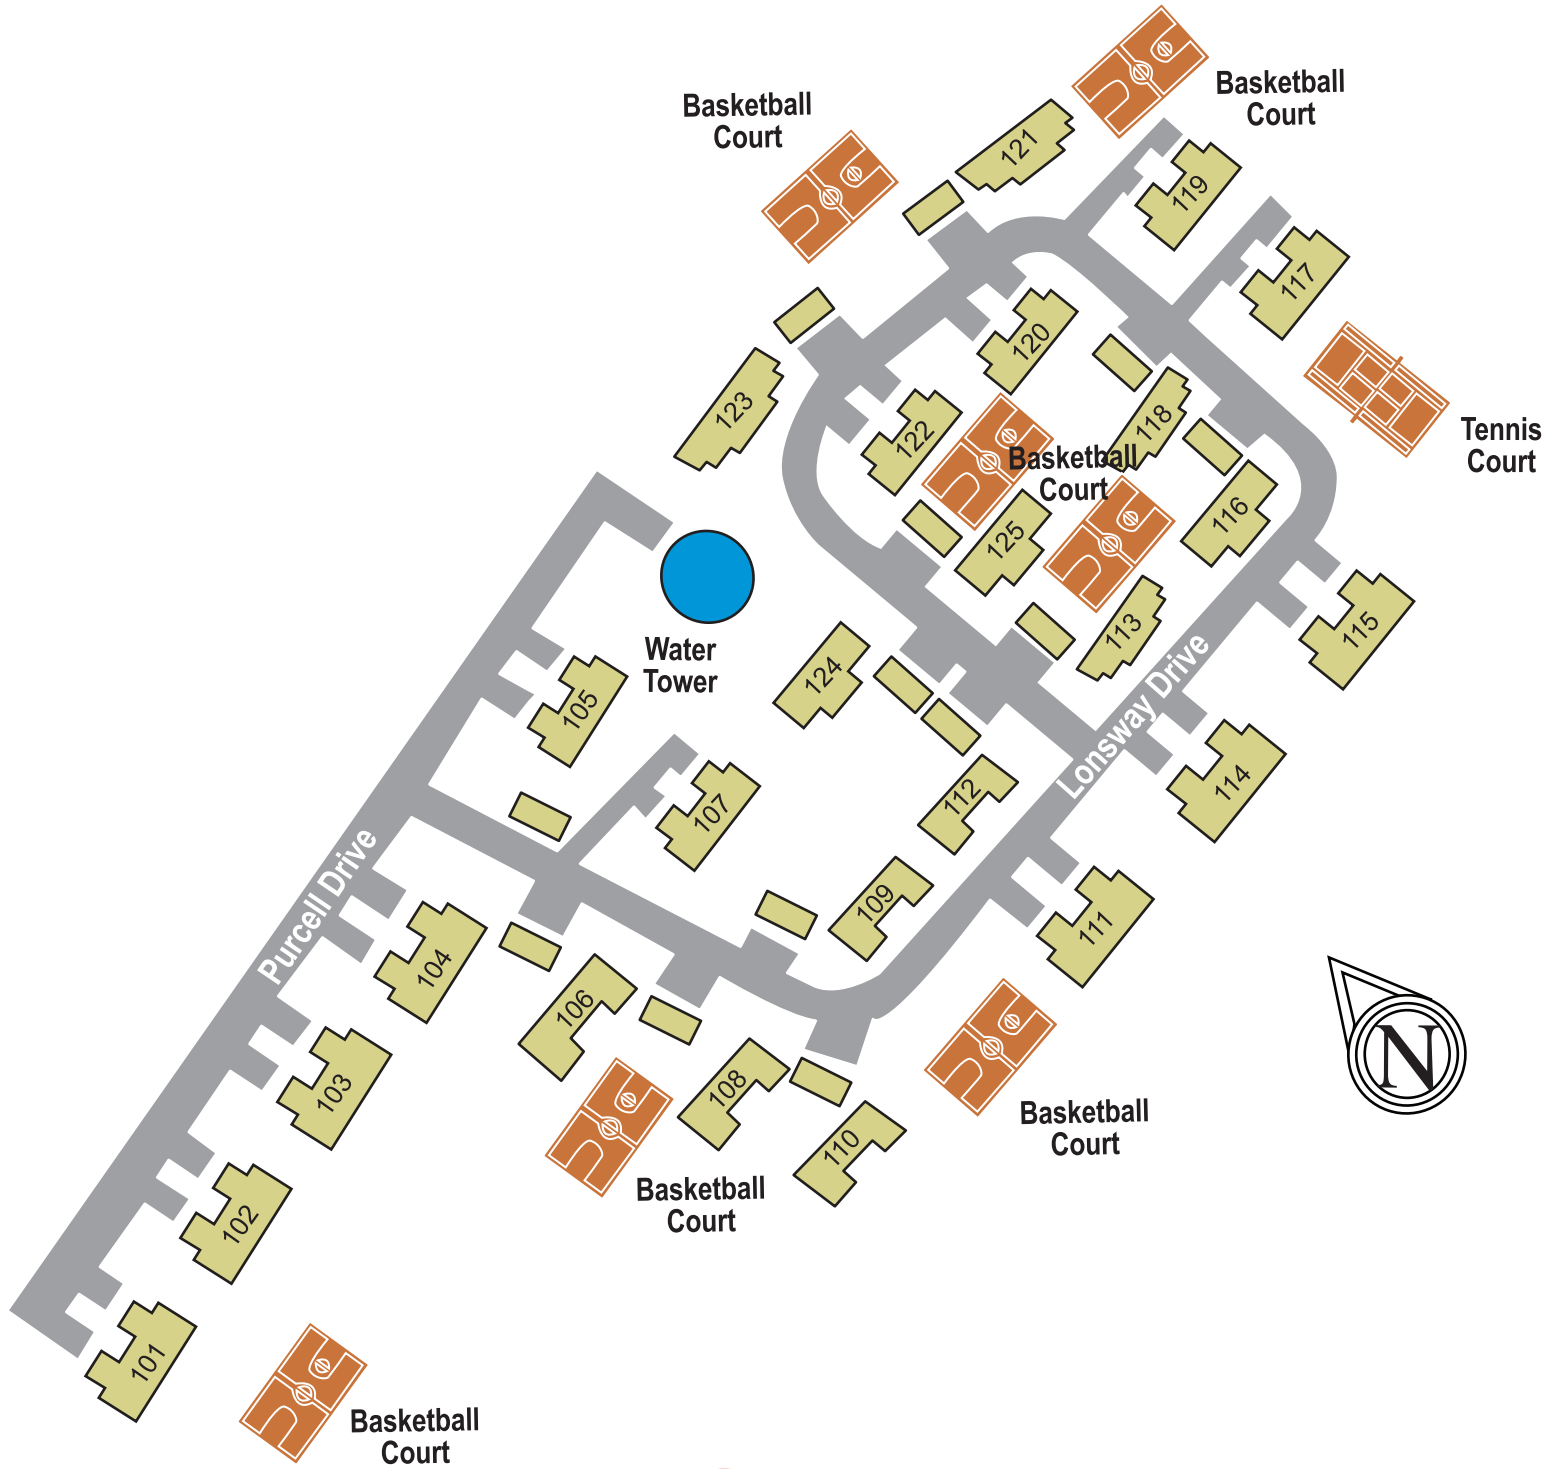 Basketball
Court
Basketball
Court
121
119
117
120
123
118
122
Tennis
Court
Basketball
Court
116
125
115
113
Water
Tower
124
105
Lonsway Drive
114
112
107
109
111
Purcell Drive
104
106
N
103
108
Basketball
Court
110
Basketball
Court
102
101
Basketball
Court